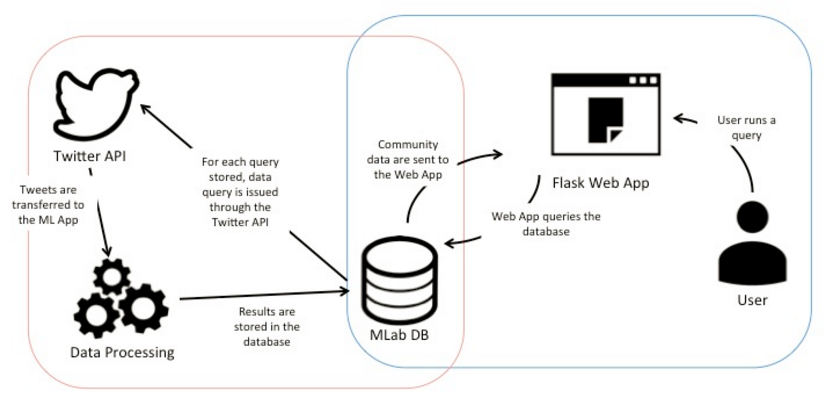 Twitter API
Tweets are
transferred to
the ML App
For each query
stored, data
query is issued
through the
Twitter API
Data Processing
Results are
stored in the
database
MLab DB
Community
data are sent to
the Web App
Web App queries the
database
Flask Web App
User runs a
query
User